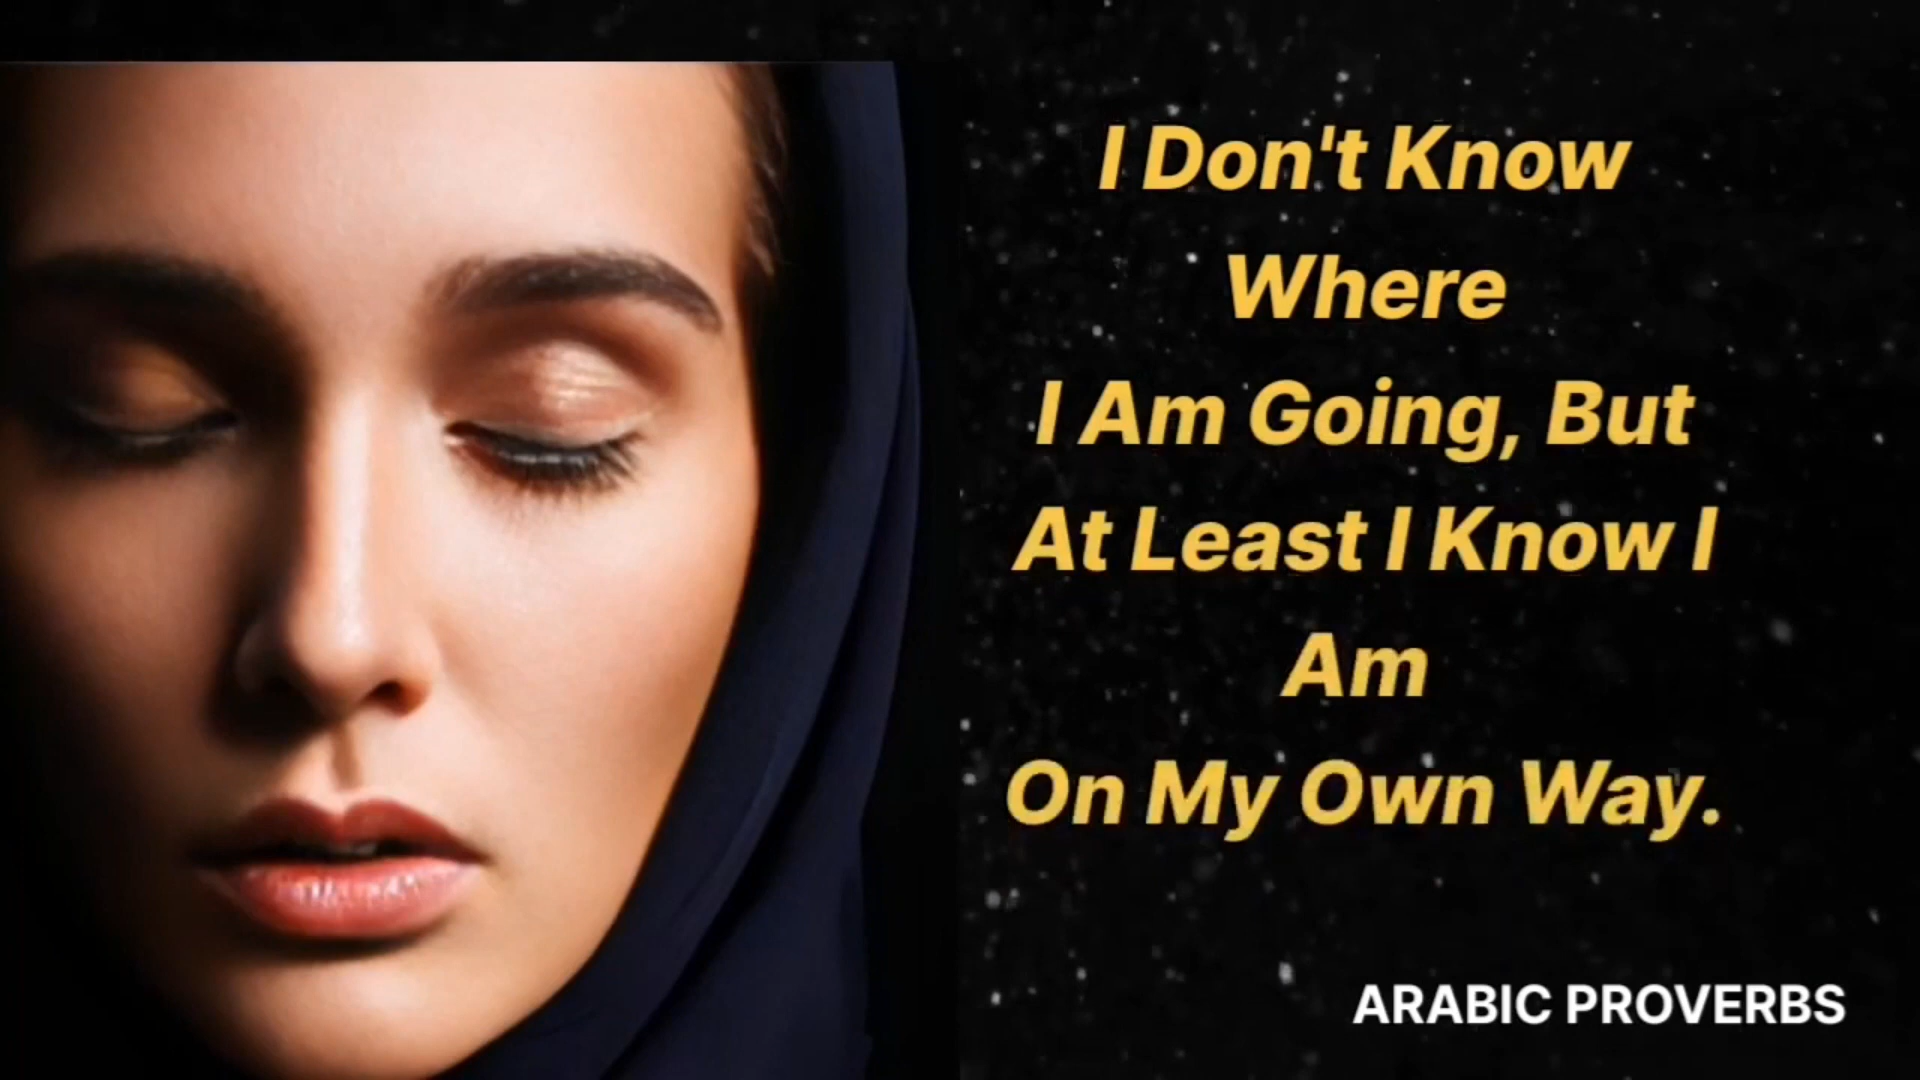 I Don't Know
Where
I Am Going, But
At Least I Know I
Am
On My Own Way.
ARABIC PROVERBS